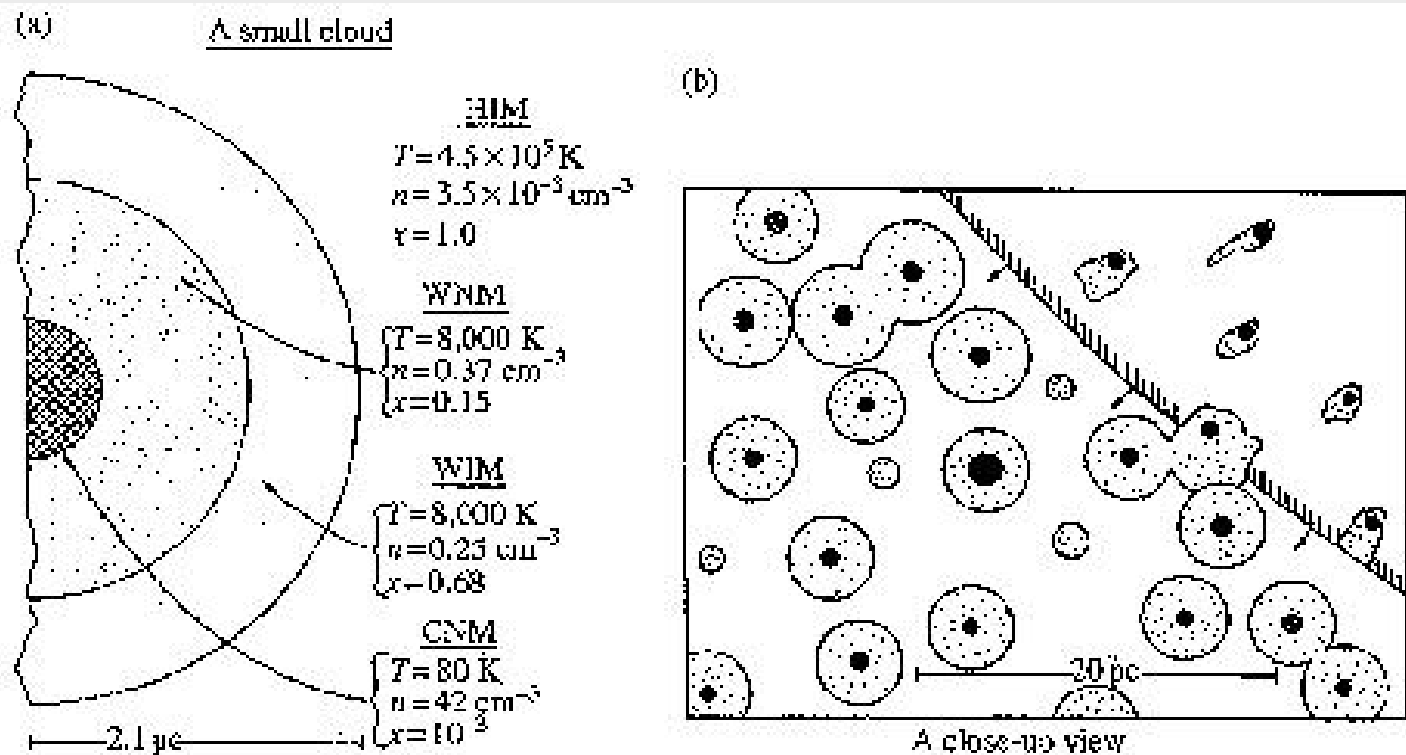 (a)
A small cloud
HIM
T=4.5×10⁵ K
n=3.5×10⁻³ cm⁻³
x=1.0
WNM
T=8,000 K
n=0.37 cm⁻³
x=0.15
WIM
T=8,000 K
n=0.25 cm⁻³
x=0.68
CNM
T=80 K
n=42 cm⁻³
x=10⁻³
2.1 pc
(b)
20 pc
A close-up view